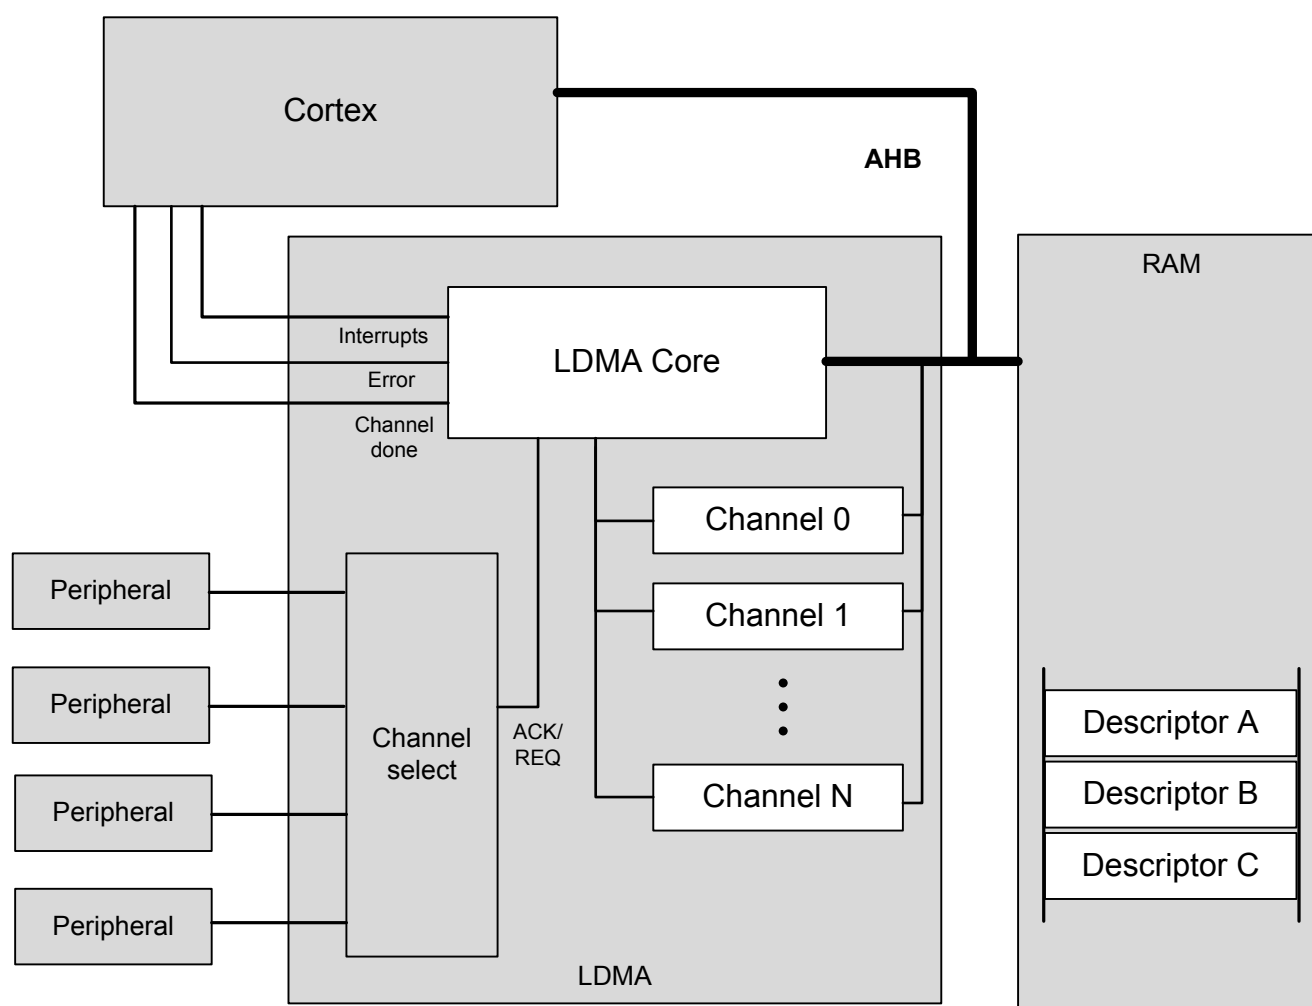 Cortex
AHB
RAM
Interrupts
LDMA Core
Error
Channel
done
Channel 0
Peripheral
Channel 1
Peripheral
Channel
select
ACK/
REQ
Descriptor A
Channel N
Descriptor B
Peripheral
Descriptor C
Peripheral
LDMA